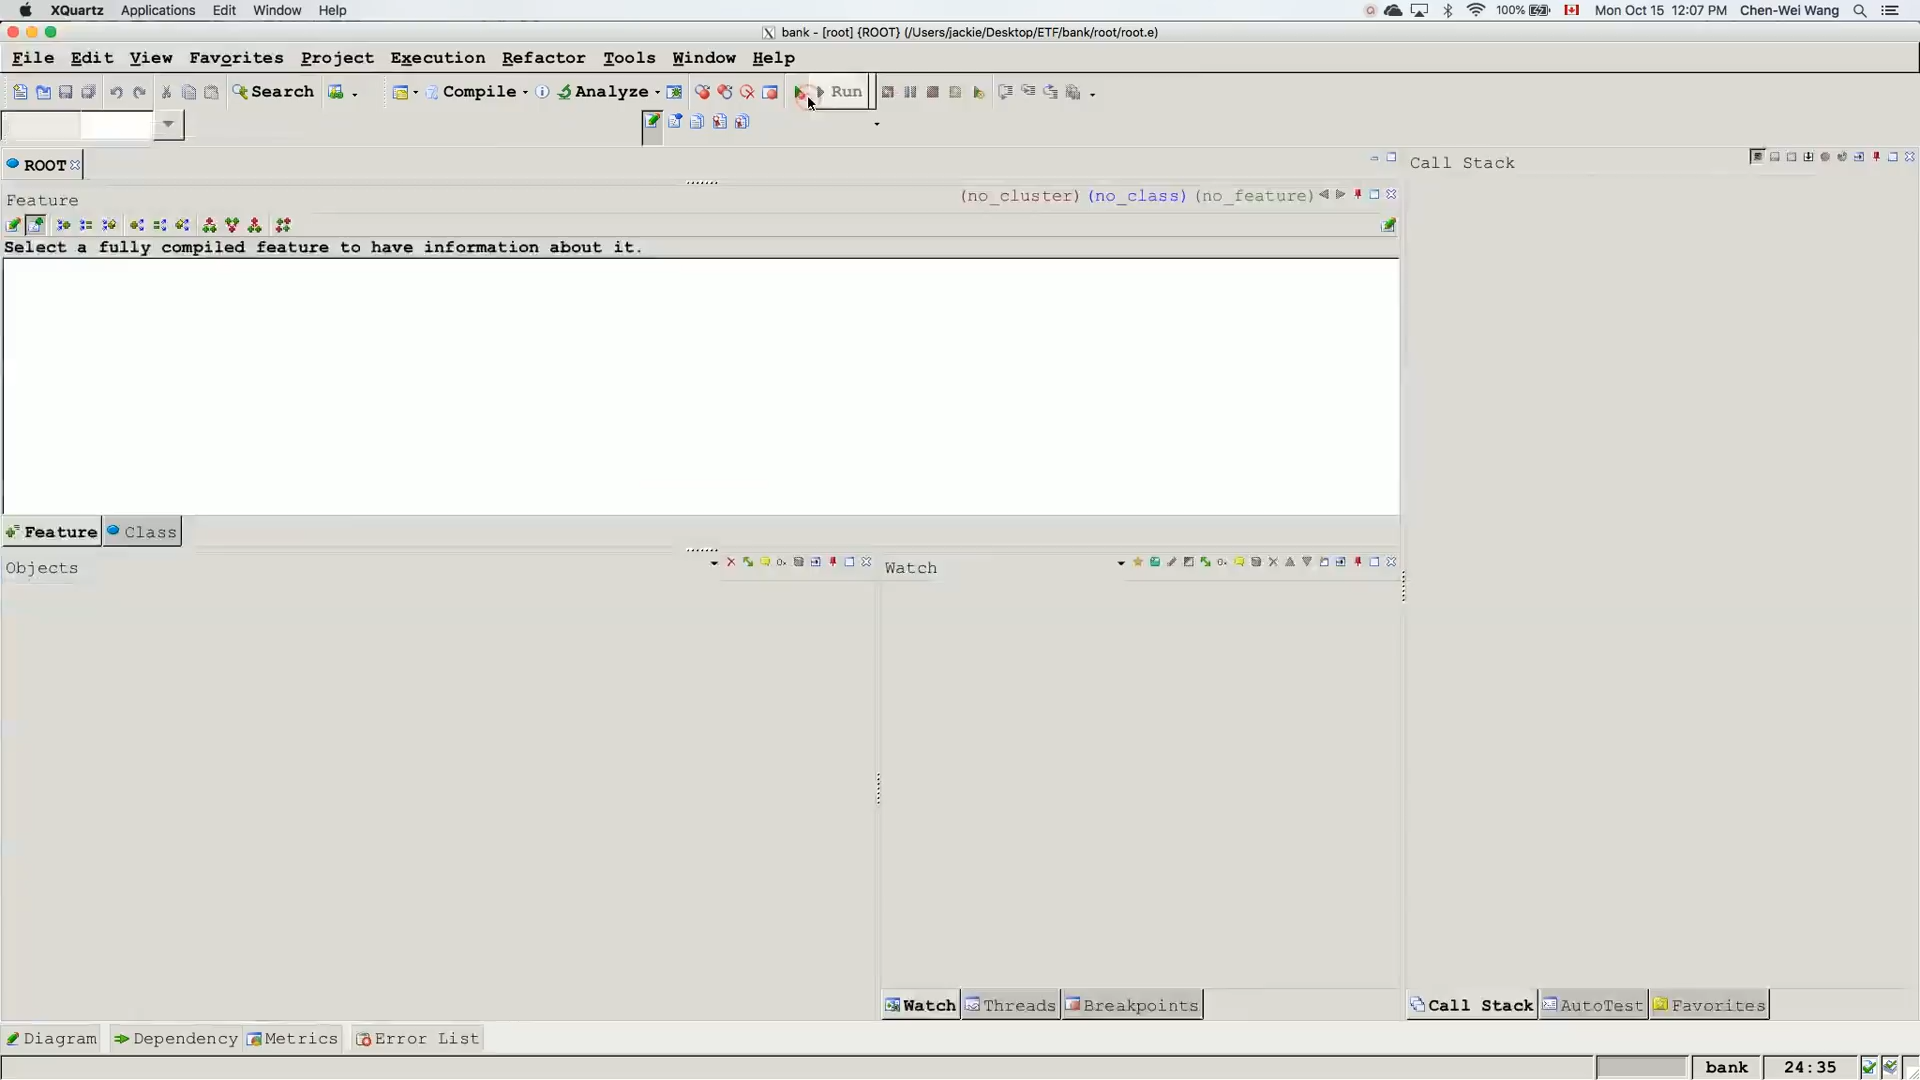 XQuartz Applications Edit Window Help 100% Mon Oct 15 12:07 PM Chen-Wei Wang
bank - [root] {ROOT} (/Users/jackie/Desktop/ETF/bank/root/root.e)
File Edit View Favorites Project Execution Refactor Tools Window Help
Search Compile Analyze Run
ROOT
Call Stack
Feature (no_cluster) (no_class) (no_feature)
Select a fully compiled feature to have information about it.
Feature Class
Objects Watch
Watch Threads Breakpoints Call Stack AutoTest Favorites
Diagram Dependency Metrics Error List
bank 24:35